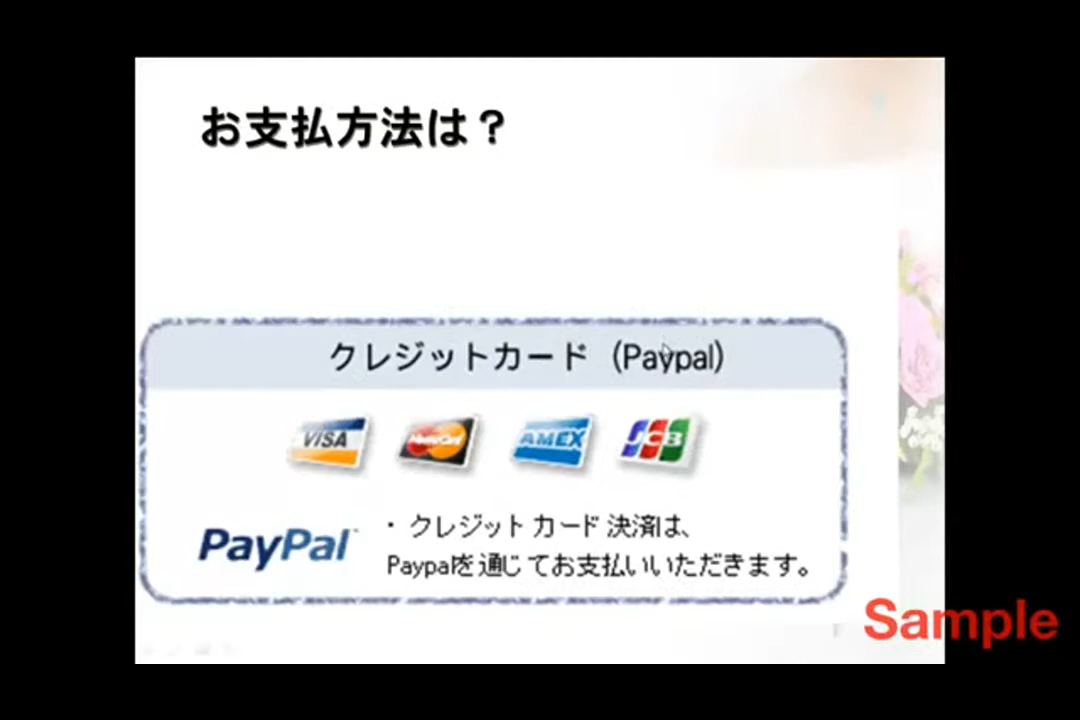 お支払方法は？
クレジットカード (Paypal)
VISA MasterCard AMEX JCB
PayPal
・ クレジットカード決済は、
Paypalを通じてお支払いいただきます。
Sample